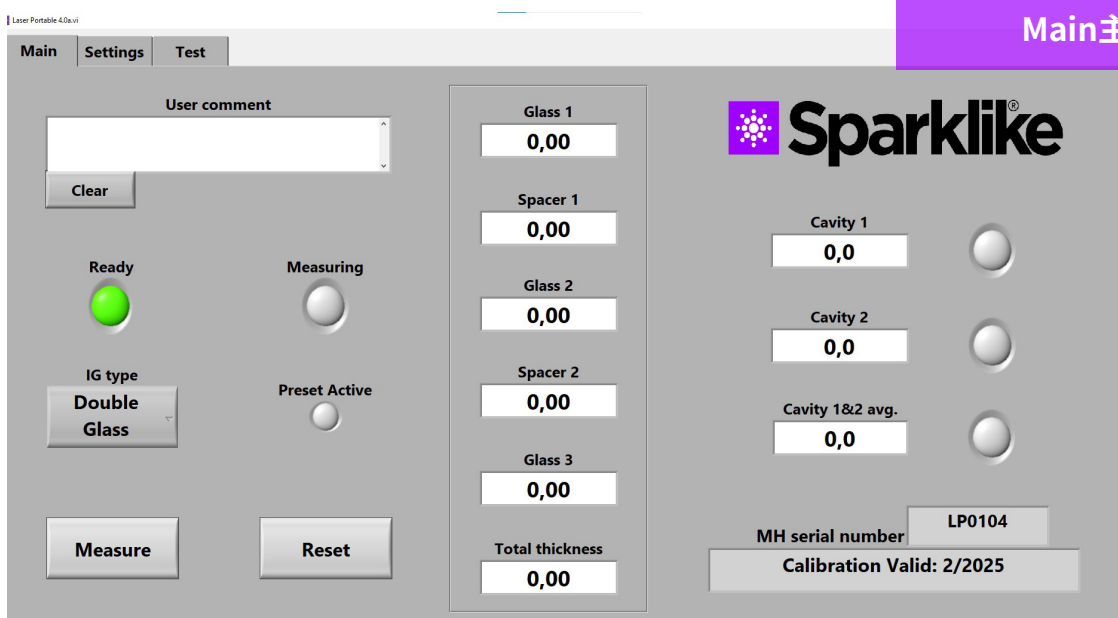 Laser Portable 4.0a.vi
Main主
Main
Settings
Test
User comment
Clear
Ready
Measuring
IG type
Double
Glass
Preset Active
Measure
Reset
Glass 1
0,00
Spacer 1
0,00
Glass 2
0,00
Spacer 2
0,00
Glass 3
0,00
Total thickness
0,00
Sparklike®
Cavity 1
0,0
Cavity 2
0,0
Cavity 1&2 avg.
0,0
MH serial number
LP0104
Calibration Valid: 2/2025